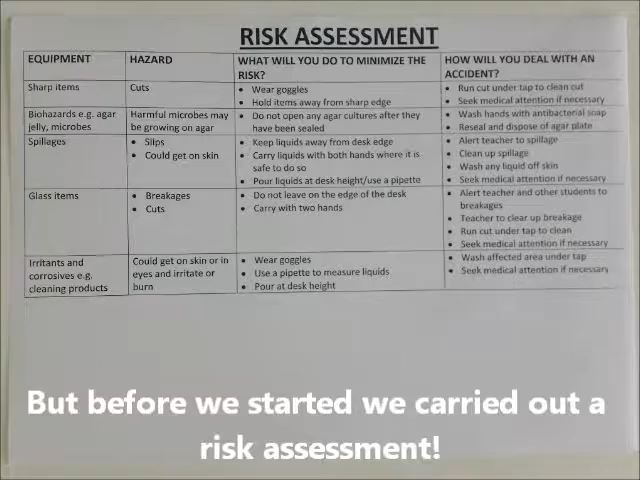 RISK ASSESSMENT
EQUIPMENT
HAZARD
WHAT WILL YOU DO TO MINIMIZE THE
RISK?
HOW WILL YOU DEAL WITH AN
ACCIDENT?
Sharp items
Cuts
• Wear goggles
• Hold items away from sharp edge
• Run cut under tap to clean cut
• Seek medical attention if necessary
Biohazards e.g. agar
jelly, microbes
Harmful microbes may
be growing on agar
• Do not open any agar cultures after they
have been sealed
• Wash hands with antibacterial soap
• Reseal and dispose of agar plate
Spillages
• Slips
• Could get on skin
• Keep liquids away from desk edge
• Carry liquids with both hands where it is
safe to do so
• Pour liquids at desk height/use a pipette
• Alert teacher to spillage
• Clean up spillage
• Wash any liquid off skin
• Seek medical attention if necessary
Glass items
• Breakages
• Cuts
• Do not leave on the edge of the desk
• Carry with two hands
• Alert teacher and other students to
breakages
• Teacher to clear up breakage
• Run cut under tap to clean
• Seek medical attention if necessary
Irritants and
corrosives e.g.
cleaning products
Could get on skin or in
eyes and irritate or
burn
• Wear goggles
• Use a pipette to measure liquids
• Pour at desk height
• Wash affected area under tap
• Seek medical attention if necessary
But before we started we carried out a
risk assessment!